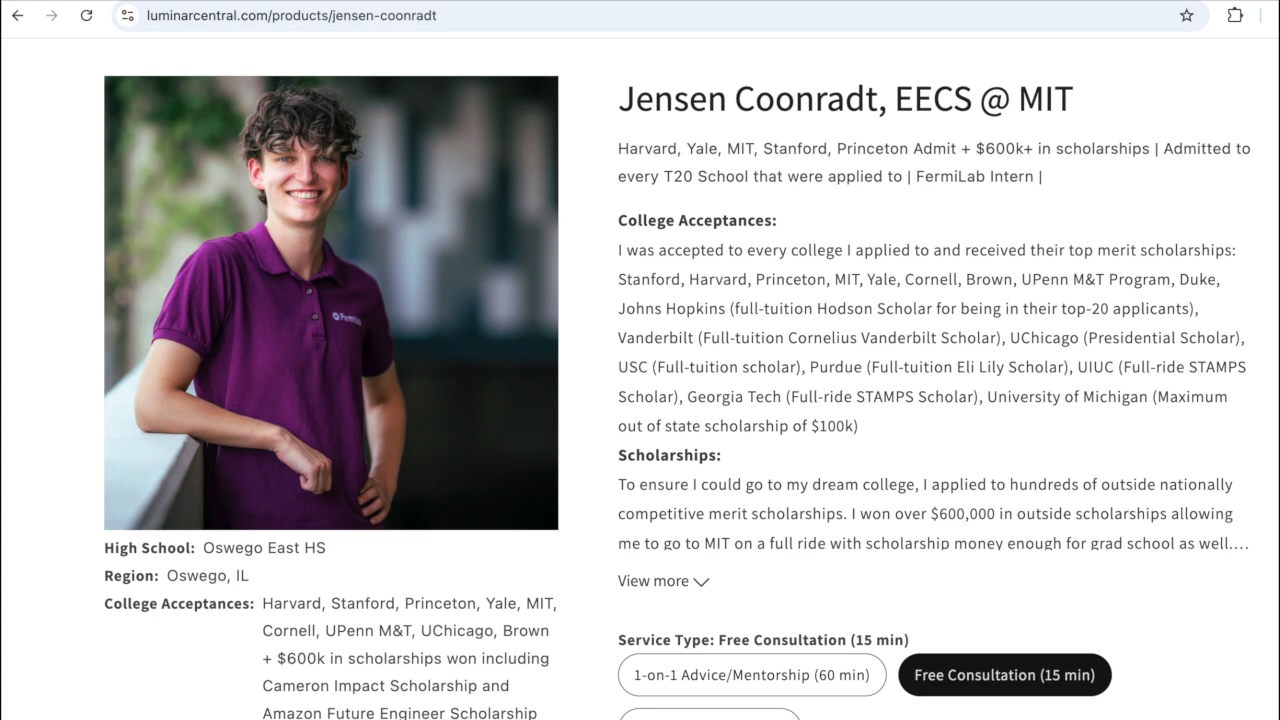 luminarcentral.com/products/jensen-coonradt
Jensen Coonradt, EECS @ MIT
Harvard, Yale, MIT, Stanford, Princeton Admit + $600k+ in scholarships | Admitted to
every T20 School that were applied to | FermiLab Intern |
College Acceptances:
I was accepted to every college I applied to and received their top merit scholarships:
Stanford, Harvard, Princeton, MIT, Yale, Cornell, Brown, UPenn M&T Program, Duke,
Johns Hopkins (full-tuition Hodson Scholar for being in their top-20 applicants),
Vanderbilt (Full-tuition Cornelius Vanderbilt Scholar), UChicago (Presidential Scholar),
USC (Full-tuition scholar), Purdue (Full-tuition Eli Lily Scholar), UIUC (Full-ride STAMPS
Scholar), Georgia Tech (Full-ride STAMPS Scholar), University of Michigan (Maximum
out of state scholarship of $100k)
Scholarships:
To ensure I could go to my dream college, I applied to hundreds of outside nationally
competitive merit scholarships. I won over $600,000 in outside scholarships allowing
me to go to MIT on a full ride with scholarship money enough for grad school as well....
View more
Service Type: Free Consultation (15 min)
1-on-1 Advice/Mentorship (60 min)
Free Consultation (15 min)
High School: Oswego East HS
Region: Oswego, IL
College Acceptances: Harvard, Stanford, Princeton, Yale, MIT,
Cornell, UPenn M&T, UChicago, Brown
+ $600k in scholarships won including
Cameron Impact Scholarship and
Amazon Future Engineer Scholarship